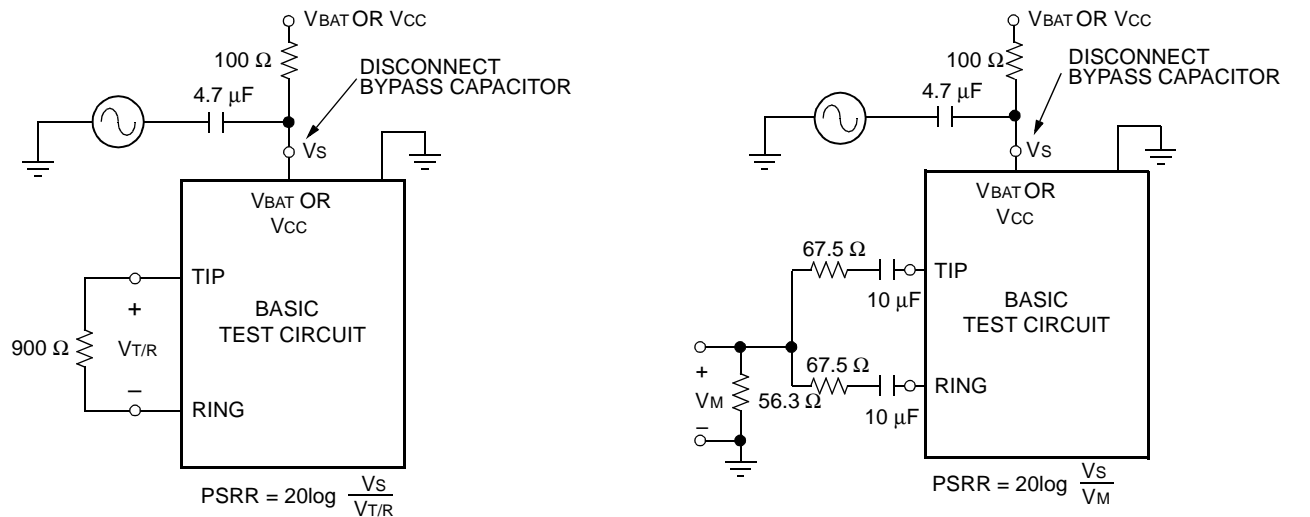 VBAT OR VCC
100 Ω
DISCONNECT
BYPASS CAPACITOR
4.7 µF
VS
VBAT OR
VCC
TIP
BASIC
TEST CIRCUIT
+
900 Ω
VT/R
–
RING
PSRR = 20log VS/VT/R
VBAT OR VCC
100 Ω
DISCONNECT
BYPASS CAPACITOR
4.7 µF
VS
VBAT OR
VCC
67.5 Ω
TIP
10 µF
BASIC
TEST CIRCUIT
67.5 Ω
+
VM
56.3 Ω
RING
10 µF
–
PSRR = 20log VS/VM